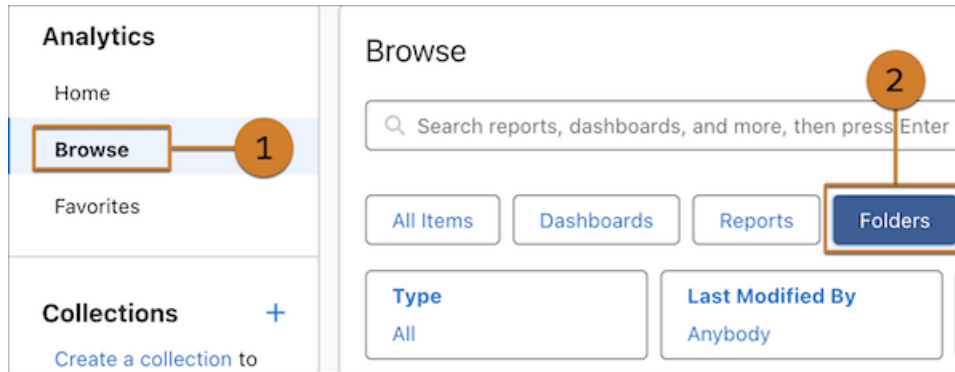 Analytics
Home
Browse
1
Favorites
Collections +
Create a collection to
Browse
2
Search reports, dashboards, and more, then press Enter
All Items Dashboards Reports Folders
Type
All
Last Modified By
Anybody